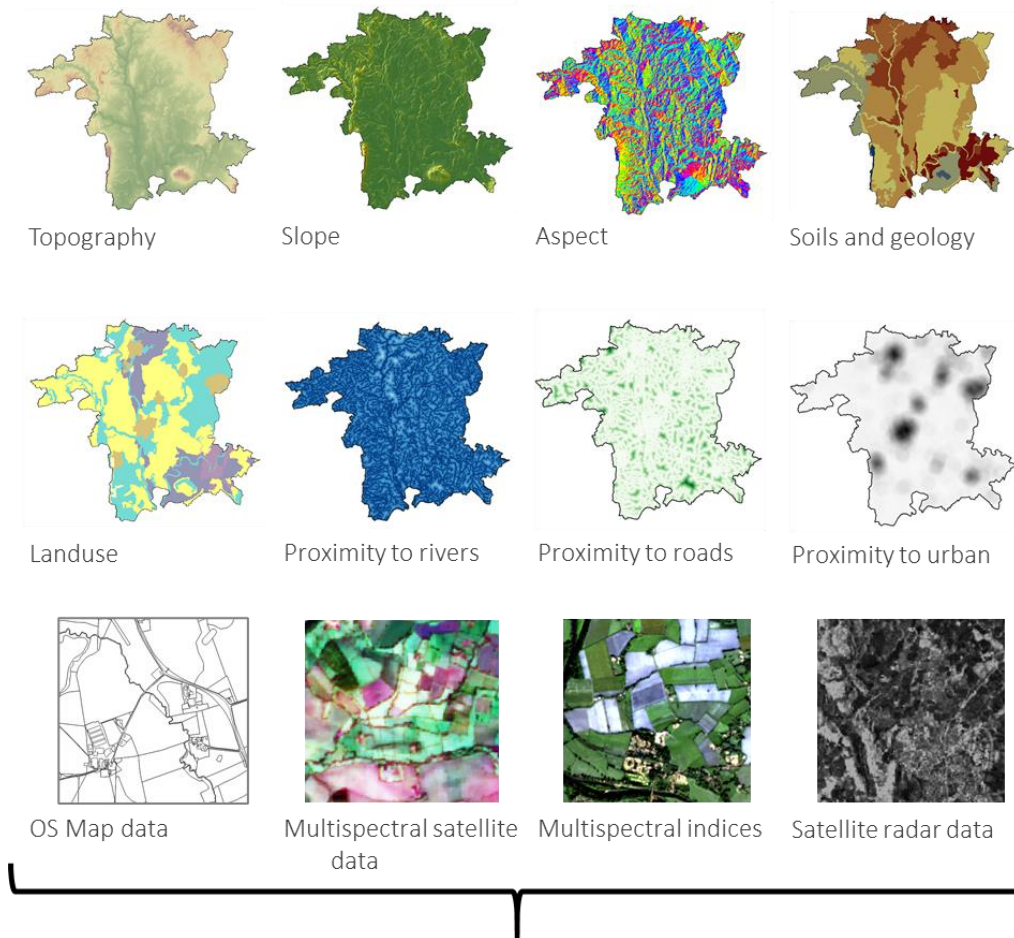 Topography
Slope
Aspect
Soils and geology
Landuse
Proximity to rivers
Proximity to roads
Proximity to urban
OS Map data
Multispectral satellite
data
Multispectral indices
Satellite radar data